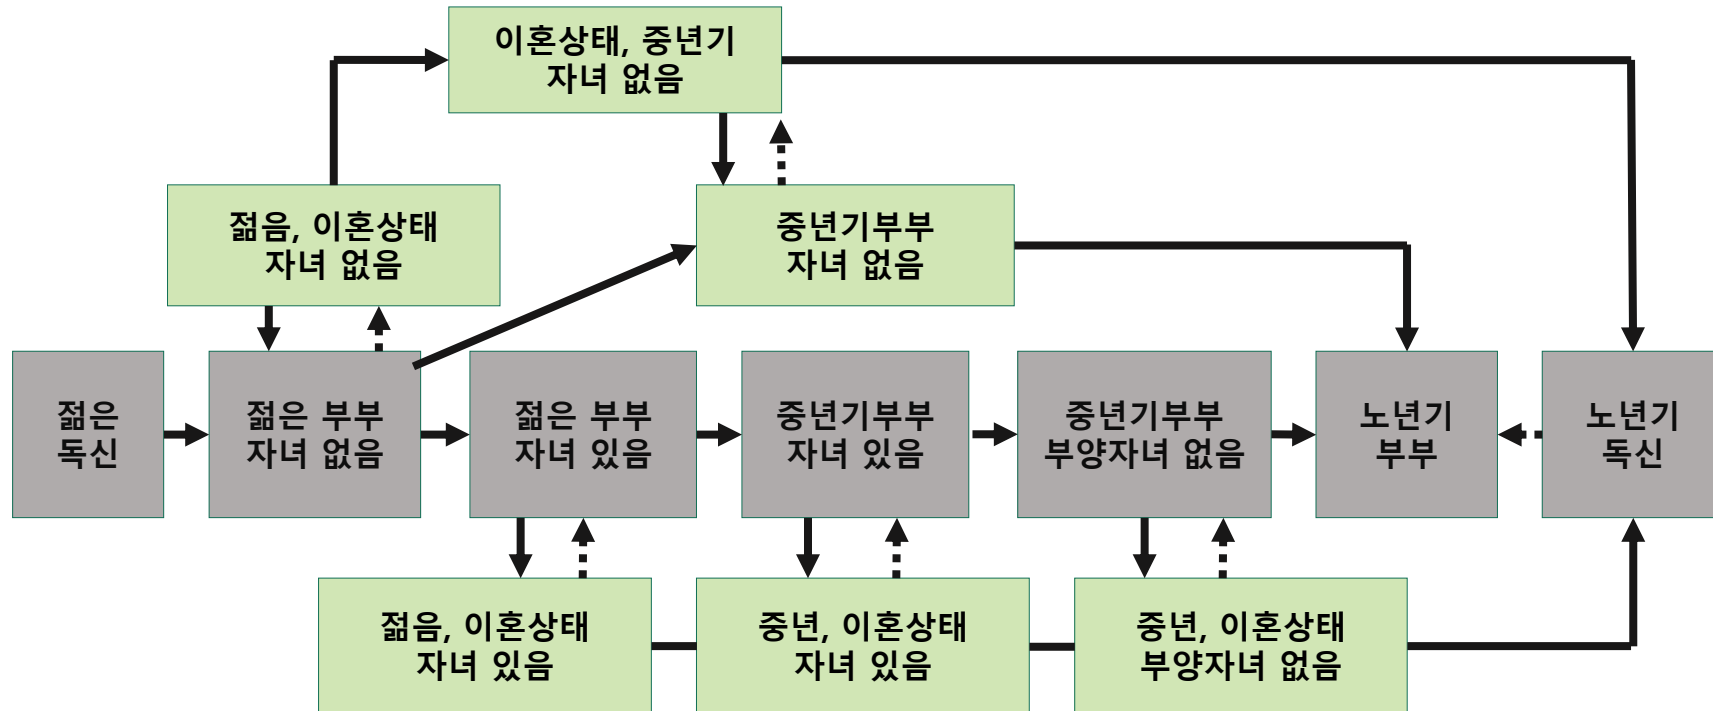 이혼상태, 중년기
자녀 없음
젊음, 이혼상태
자녀 없음
중년기부부
자녀 없음
젊은
독신
젊은 부부
자녀 없음
젊은 부부
자녀 있음
중년기부부
자녀 있음
중년기부부
부양자녀 없음
노년기
부부
노년기
독신
젊음, 이혼상태
자녀 있음
중년, 이혼상태
자녀 있음
중년, 이혼상태
부양자녀 없음